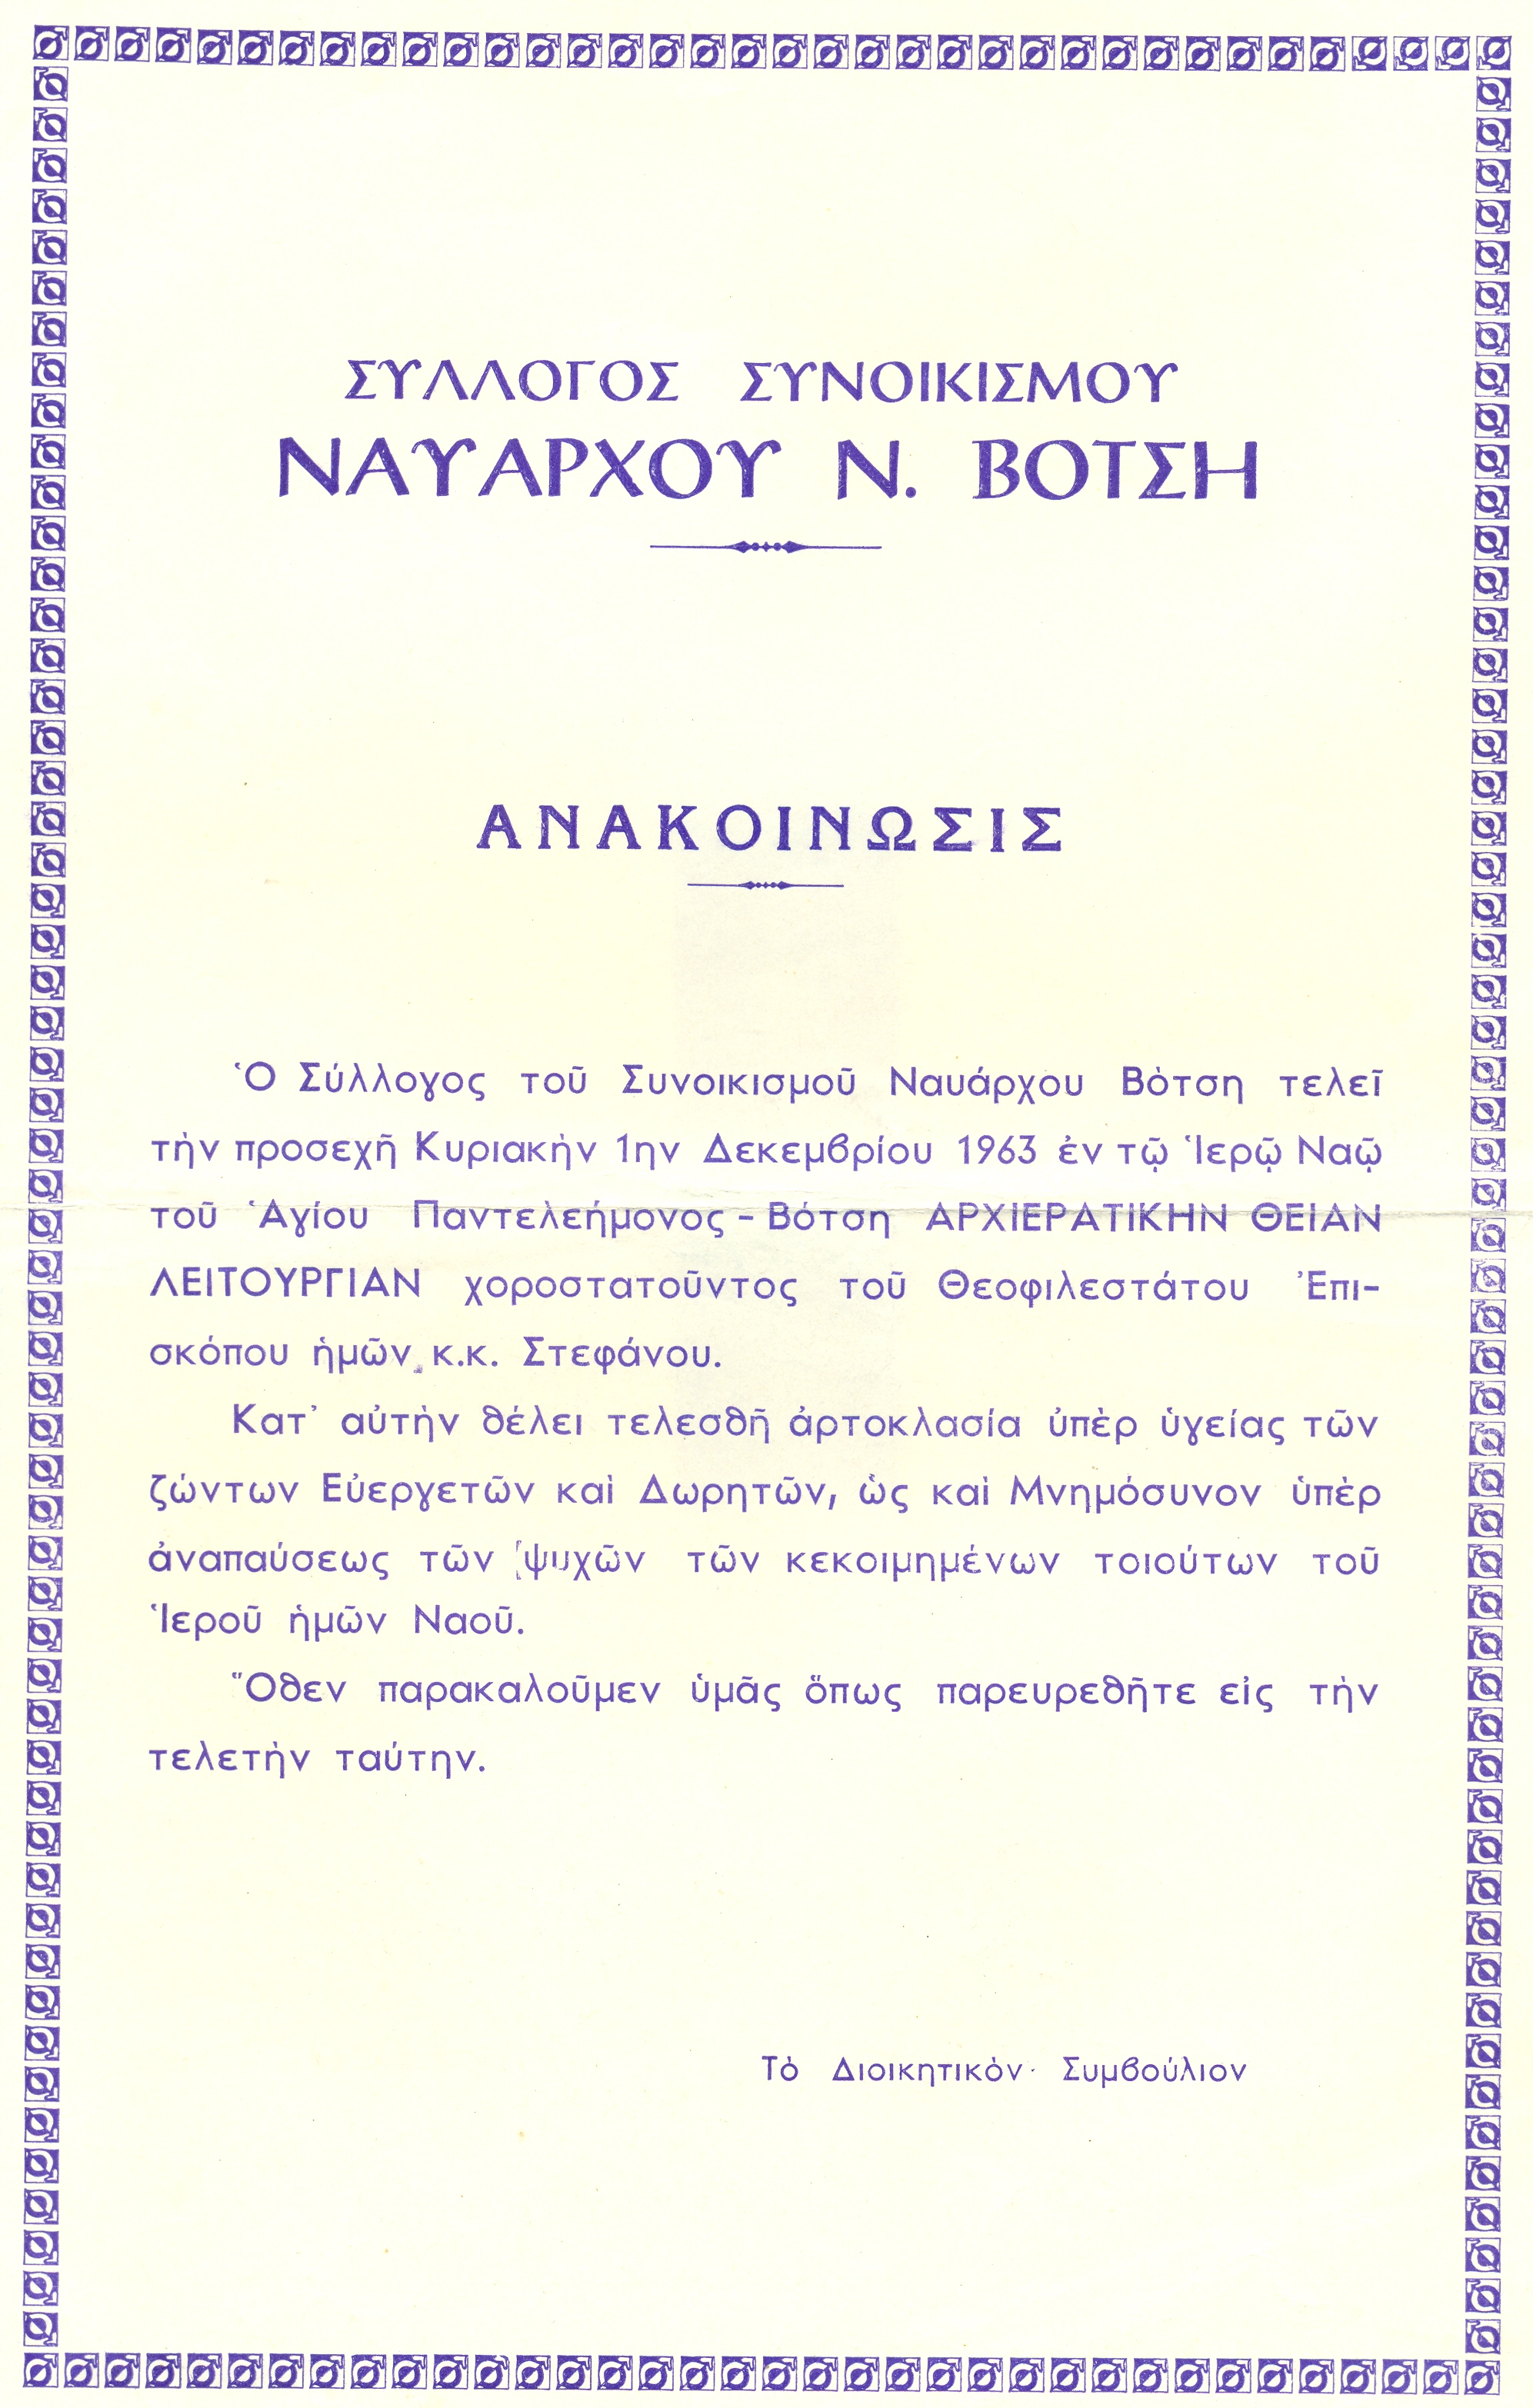 ΣΥΛΛΟΓΟΣ ΣΥΝΟΙΚΙΣΜΟΥ
ΝΑΥΑΡΧΟΥ Ν. ΒΟΤΣΗ
ΑΝΑΚΟΙΝΩΣΙΣ
Ὁ Σύλλογος τοῦ Συνοικισμοῦ Ναυάρχου Βότση τελεῖ
τὴν προσεχῆ Κυριακὴν 1ην Δεκεμβρίου 1963 ἐν τῷ Ἱερῷ Ναῷ
τοῦ Ἁγίου Παντελεήμονος - Βότση ΑΡΧΙΕΡΑΤΙΚΗΝ ΘΕΙΑΝ
ΛΕΙΤΟΥΡΓΙΑΝ χοροστατοῦντος τοῦ Θεοφιλεστάτου Ἐπι-
σκόπου ἡμῶν κ.κ. Στεφάνου.
Κατ᾽ αὐτὴν θέλει τελεσθῆ ἀρτοκλασία ὑπὲρ ὑγείας τῶν
ζώντων Εὐεργετῶν καὶ Δωρητῶν, ὡς καὶ Μνημόσυνον ὑπὲρ
ἀναπαύσεως τῶν ψυχῶν τῶν κεκοιμημένων τοιούτων τοῦ
Ἱεροῦ ἡμῶν Ναοῦ.
Ὅθεν παρακαλοῦμεν ὑμᾶς ὅπως παρευρεθῆτε εἰς τὴν
τελετὴν ταύτην.
Τὸ Διοικητικὸν Συμβούλιον